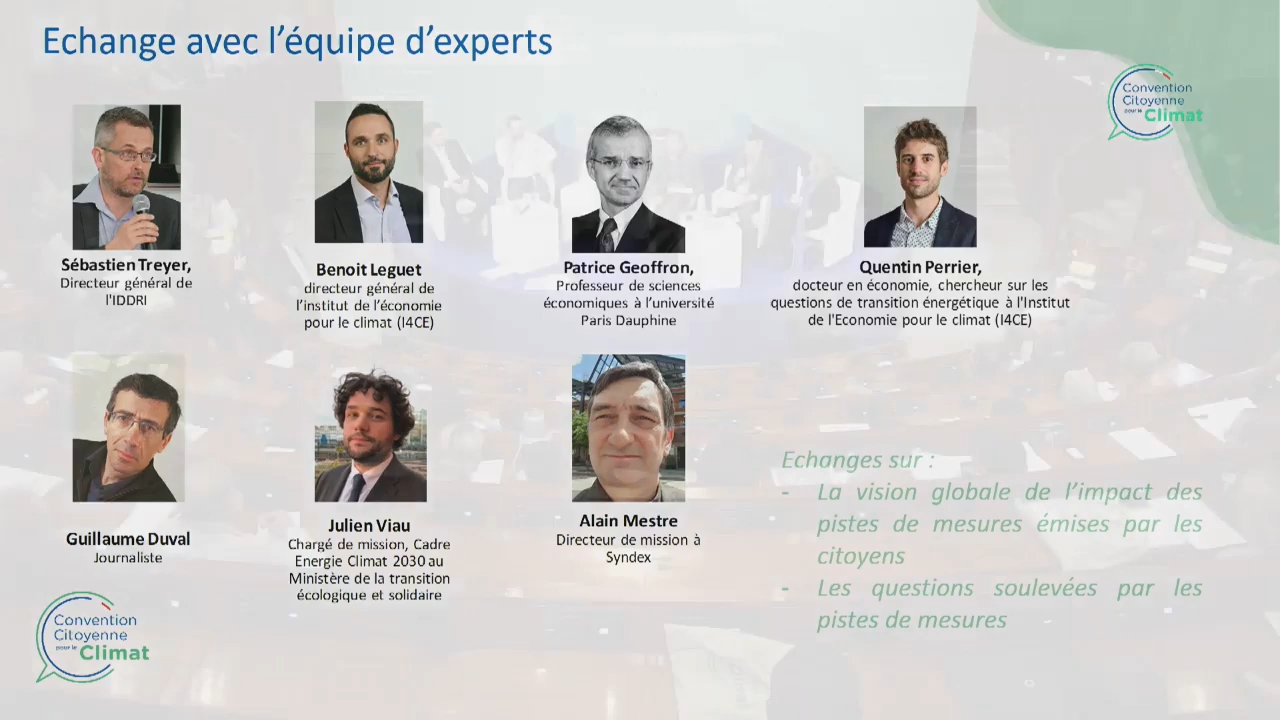 Echange avec l'équipe d'experts
Convention
Citoyenne
pour le Climat
Sébastien Treyer,
Directeur général de
l'IDDRI
Benoit Leguet
directeur général de
l'institut de l'économie
pour le climat (I4CE)
Patrice Geoffron,
Professeur de sciences
économiques à l'université
Paris Dauphine
Quentin Perrier,
docteur en économie, chercheur sur les
questions de transition énergétique à l'Institut
de l'Economie pour le climat (I4CE)
Guillaume Duval
Journaliste
Julien Viau
Chargé de mission, Cadre
Energie Climat 2030 au
Ministère de la transition
écologique et solidaire
Alain Mestre
Directeur de mission à
Syndex
Echanges sur :
- La vision globale de l'impact des
pistes de mesures émises par les
citoyens
- Les questions soulevées par les
pistes de mesures
Convention
Citoyenne
pour le Climat